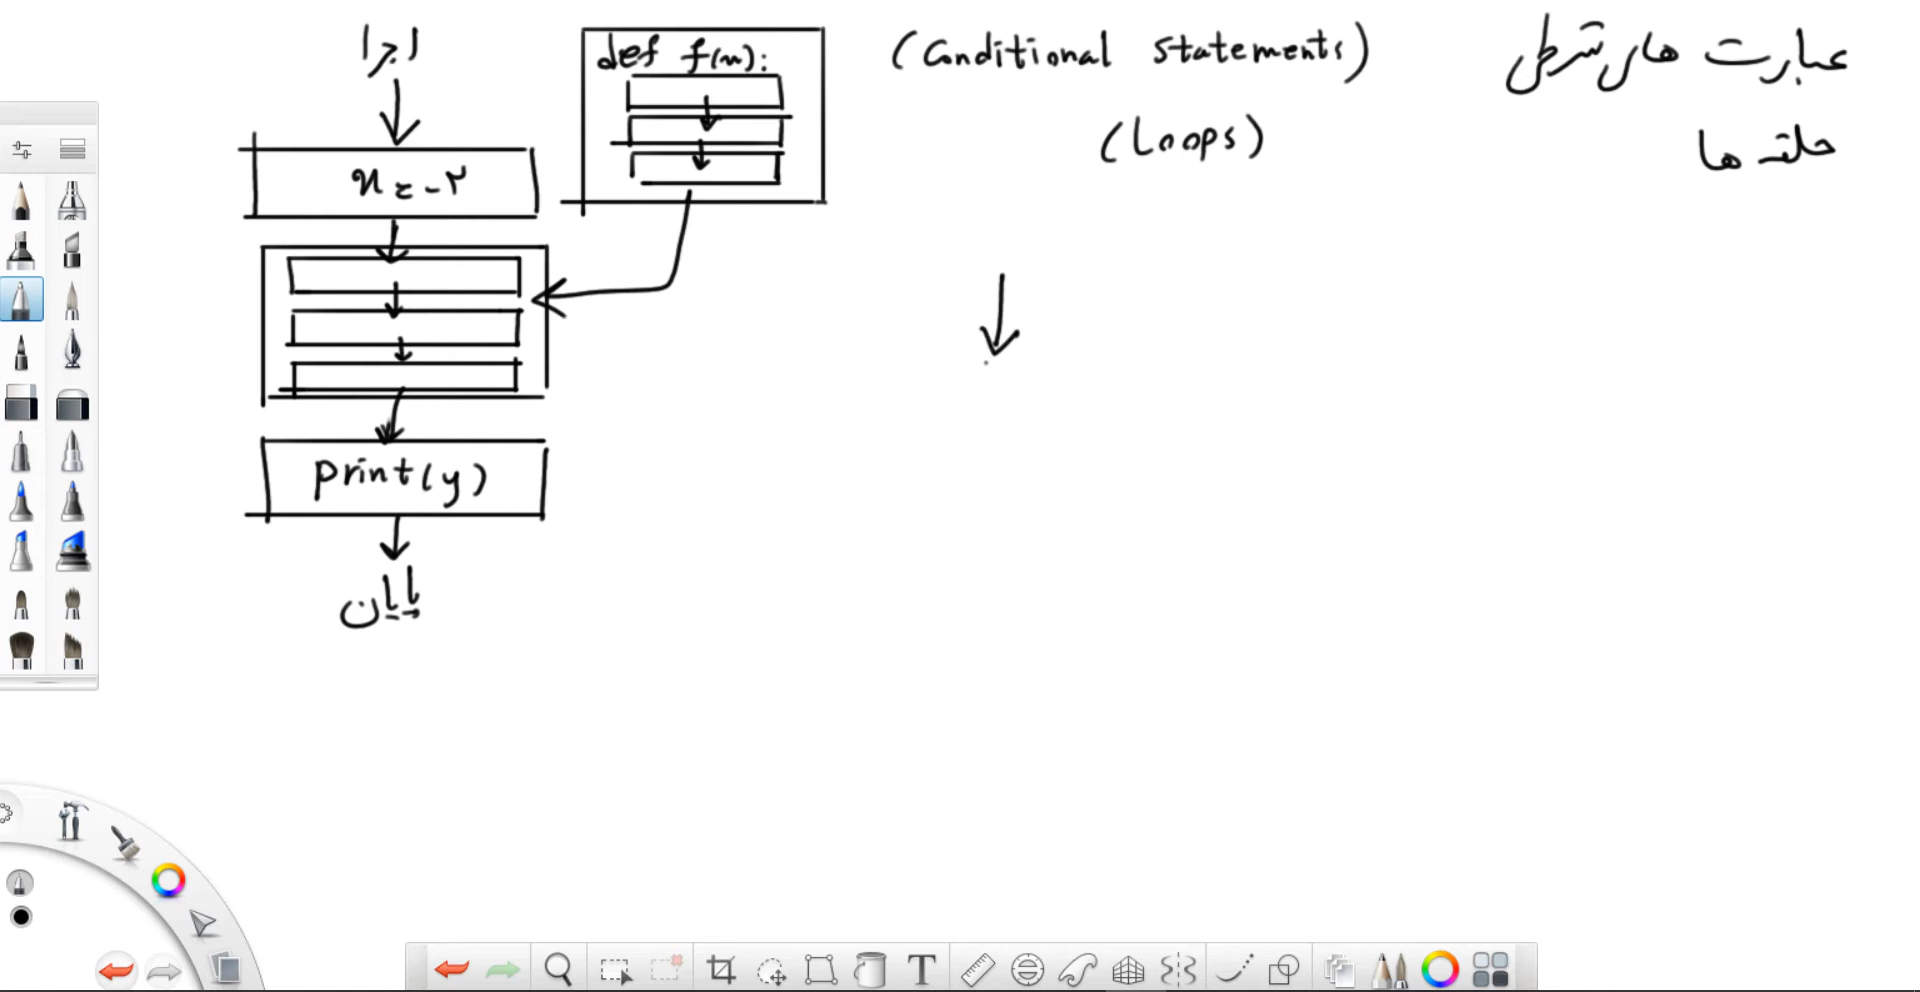 اجرا
def f(x):
(Conditional Statements)
عبارت های شرطی
(Loops)
حلقه ها
x = -۲
print(y)
پایان
T